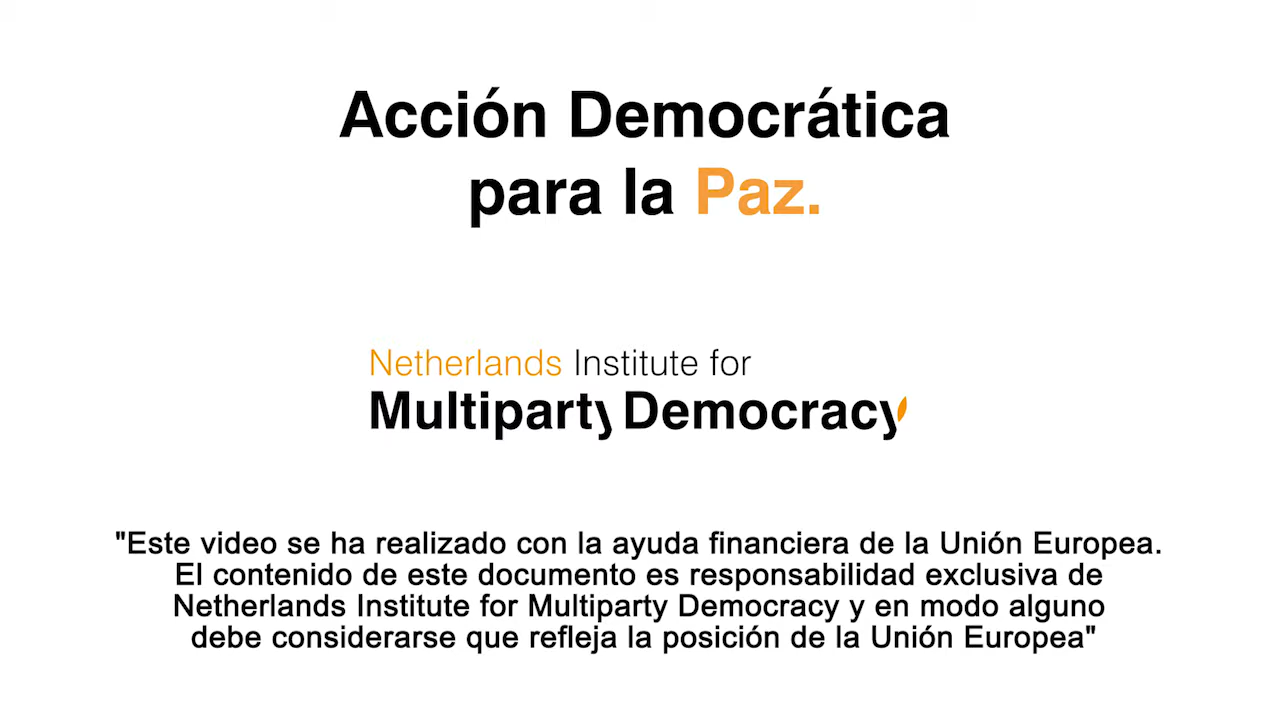 Acción Democrática
para la Paz.
Netherlands Institute for
Multiparty Democracy
"Este video se ha realizado con la ayuda financiera de la Unión Europea.
El contenido de este documento es responsabilidad exclusiva de
Netherlands Institute for Multiparty Democracy y en modo alguno
debe considerarse que refleja la posición de la Unión Europea"